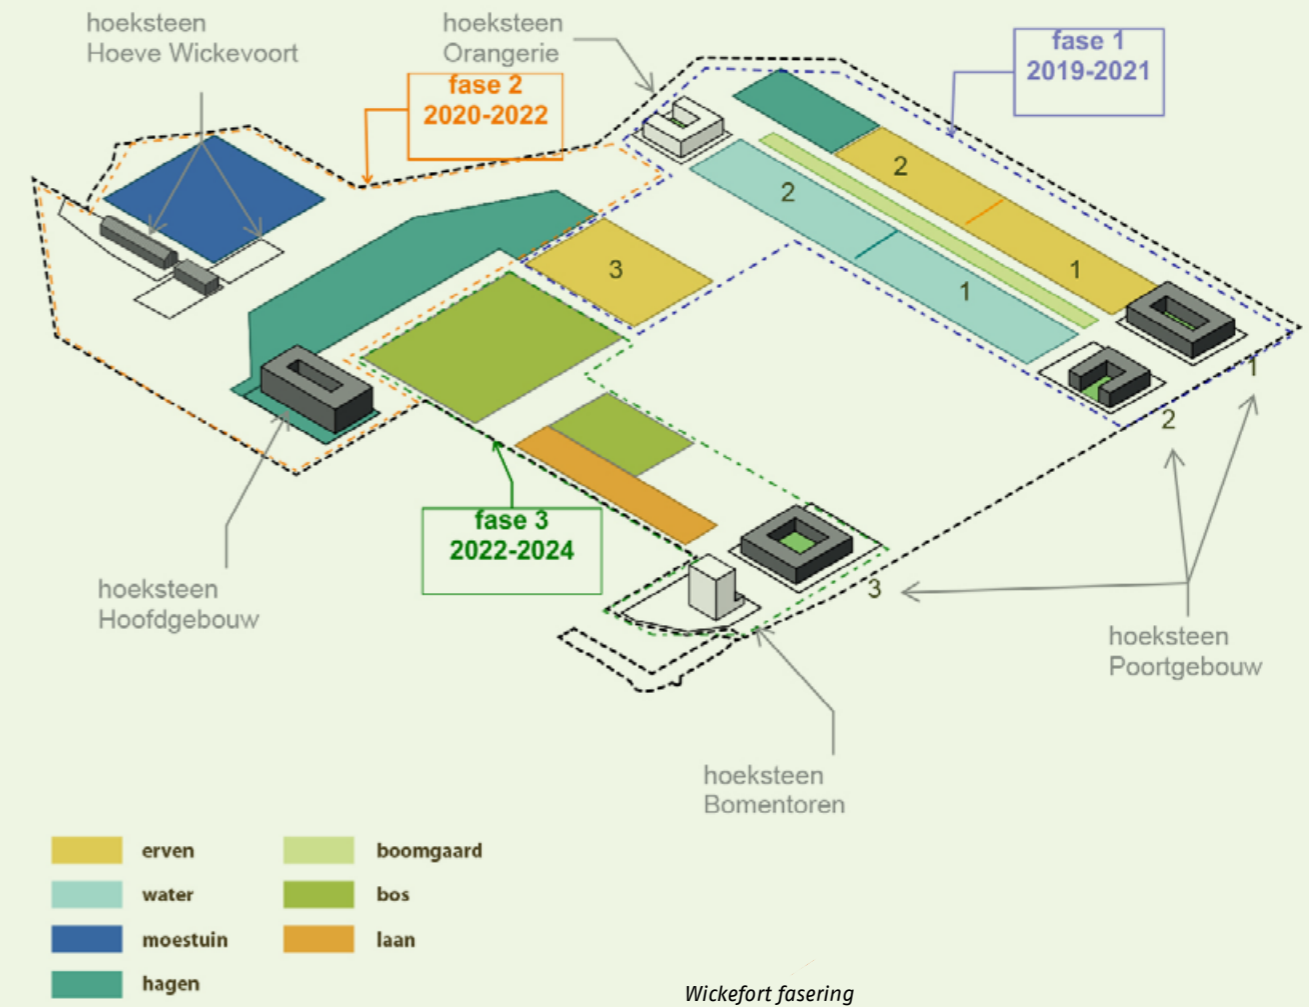 hoeksteen
Hoeve Wickevoort
hoeksteen
Orangerie
fase 1
2019-2021
fase 2
2020-2022
2
2
3
1
1
1
2
fase 3
2022-2024
3
hoeksteen
Hoofdgebouw
hoeksteen
Poortgebouw
hoeksteen
Bomentoren
erven
boomgaard
water
bos
moestuin
laan
hagen
Wickefort fasering